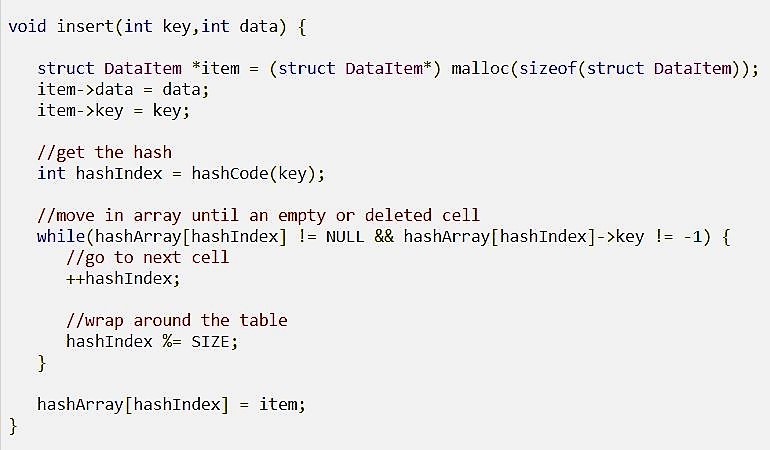 void insert(int key,int data) {
struct DataItem *item = (struct DataItem*) malloc(sizeof(struct DataItem));
item->data = data;
item->key = key;
//get the hash
int hashIndex = hashCode(key);
//move in array until an empty or deleted cell
while(hashArray[hashIndex] != NULL && hashArray[hashIndex]->key != -1) {
//go to next cell
++hashIndex;
//wrap around the table
hashIndex %= SIZE;
}
hashArray[hashIndex] = item;
}